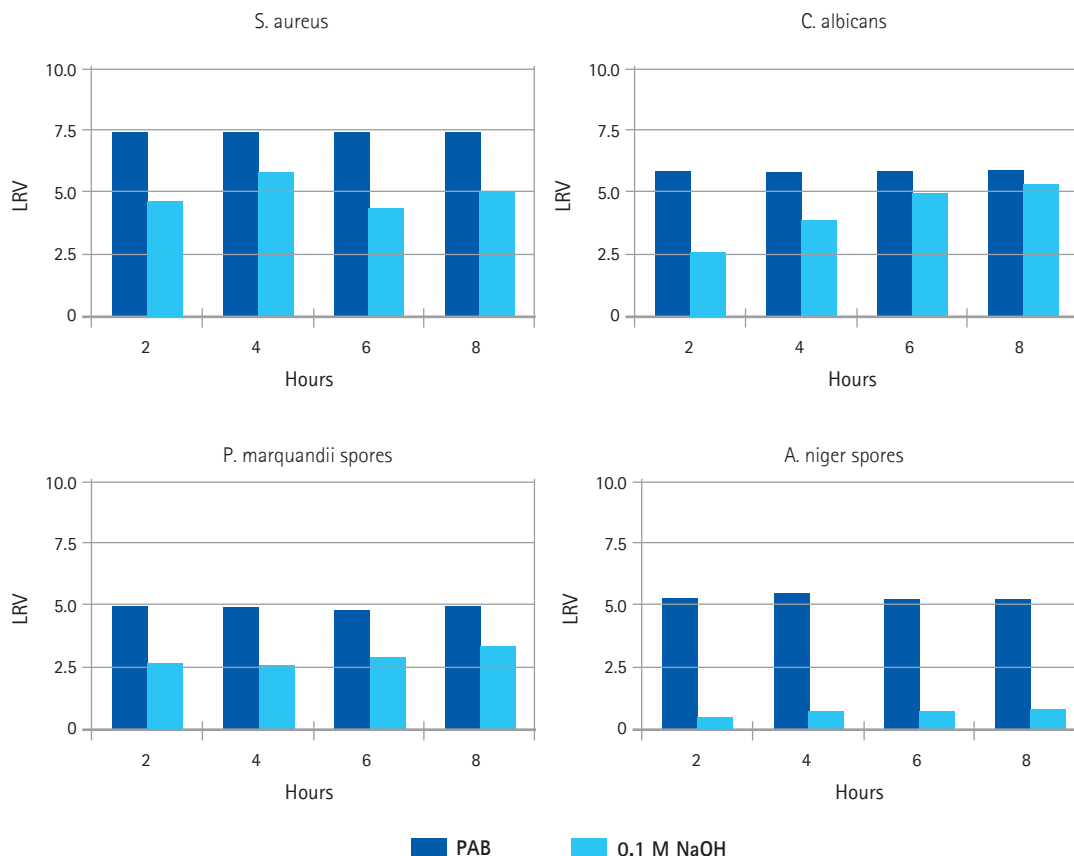 S. aureus
10.0
7.5
5.0
2.5
0
LRV
2 4 6 8
Hours
C. albicans
10.0
7.5
5.0
2.5
0
LRV
2 4 6 8
Hours
P. marquandii spores
10.0
7.5
5.0
2.5
0
LRV
2 4 6 8
Hours
A. niger spores
10.0
7.5
5.0
2.5
0
LRV
2 4 6 8
Hours
PAB 0.1 M NaOH